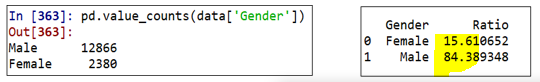 In [363]: pd.value_counts(data['Gender'])
Out[363]:
Male 12866
Female 2380
Gender Ratio
0 Female 15.610652
1 Male 84.389348